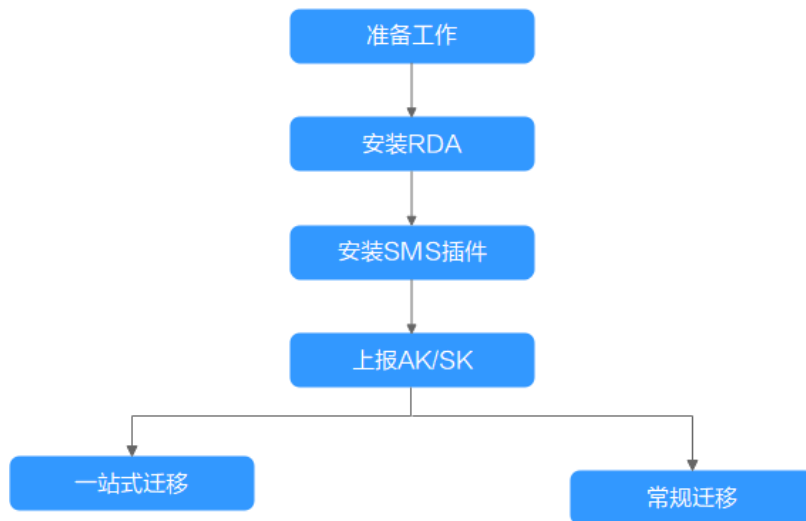 准备工作
安装RDA
安装SMS插件
上报AK/SK
一站式迁移
常规迁移